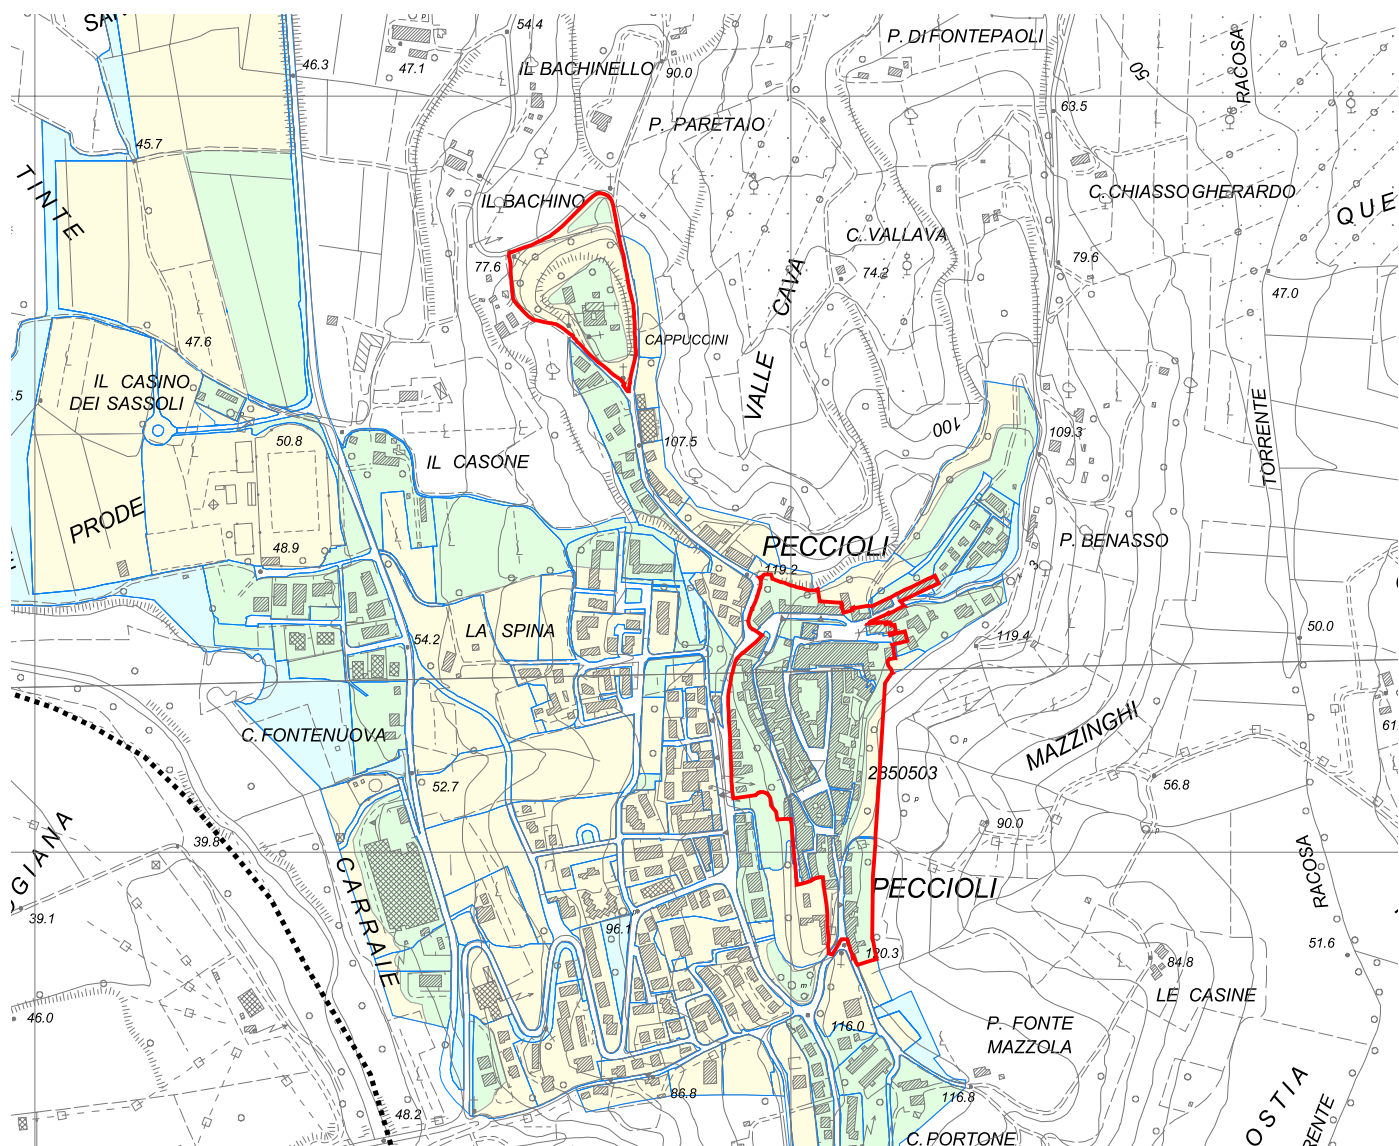 54.4
P. DI FONTEPAOLI
46.3
47.1
IL BACHINELLO
90.0
50
RACOSA
63.5
P. PARETAIO
45.7
TINTE
C. CHIASSO GHERARDO
IL BACHINO
QUE
C. VALLAVA
77.6
74.2
79.6
47.0
VALLE CAVA
CAPPUCCINI
47.6
IL CASINO
DEI SASSOLI
TORRENTE
100
109.3
50.8
107.5
IL CASONE
PRODE
48.9
PECCIOLI
119.2
P. BENASSO
LA SPINA
54.2
119.4
50.0
C. FONTENUOVA
MAZZINGHI
2850503
52.7
56.8
90.0
39.8
RACOSA
CARRAIE
PECCIOLI
39.1
96.1
120.3
51.6
84.8
LE CASINE
46.0
P. FONTE
MAZZOLA
116.0
86.8
116.8
48.2
OSTIA
C. PORTONE